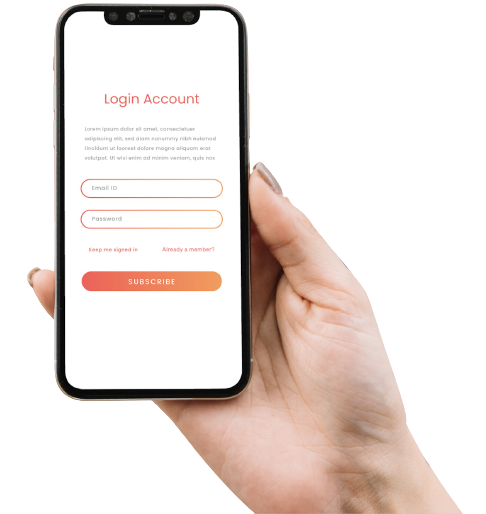 Login Account
Lorem ipsum dolor sit amet, consectetuer
adipiscing elit, sed diam nonummy nibh euismod
tincidunt ut laoreet dolore magna aliquam erat
volutpat. Ut wisi enim ad minim veniam, quis nos
Email ID
Password
keep me signed in
Already a member?
SUBSCRIBE